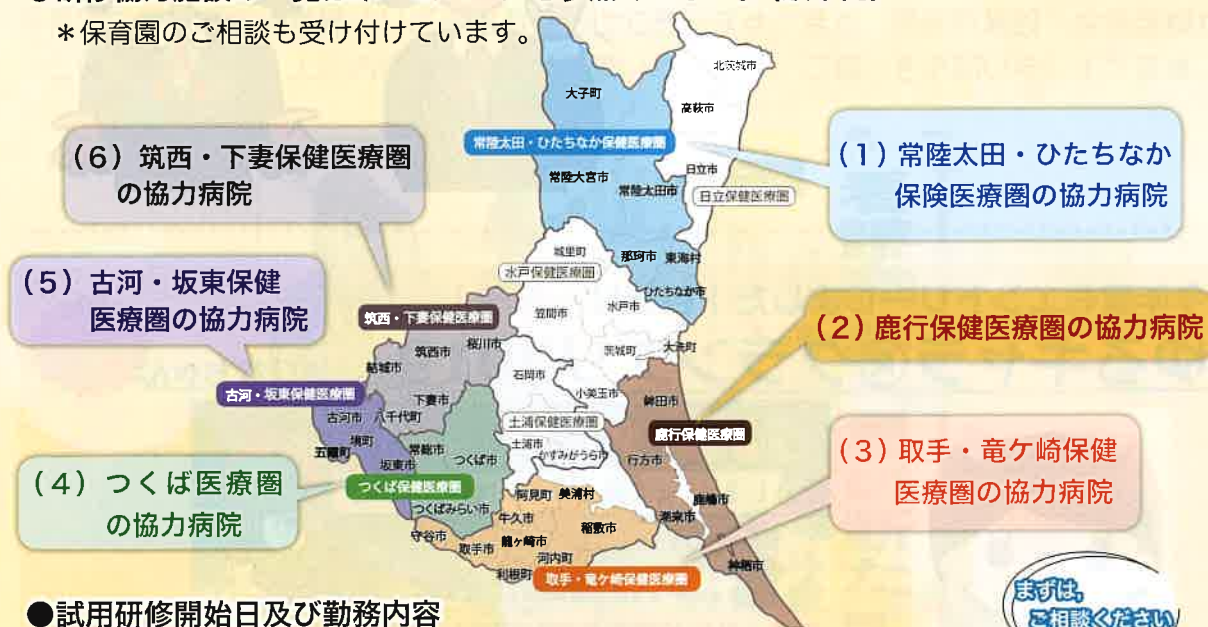 ＊保育園のご相談も受け付けています。
北茨城市
大子町
高萩市
常陸太田・ひたちなか保健医療圏
（6）筑西・下妻保健医療圏
の協力病院
（1）常陸太田・ひたちなか
保険医療圏の協力病院
日立市
常陸大宮市
常陸太田市
日立保健医療圏
城里町
那珂市
東海村
水戸保健医療圏
（5）古河・坂東保健
医療圏の協力病院
ひたちなか市
水戸市
笠間市
筑西・下妻保健医療圏
（2）鹿行保健医療圏の協力病院
桜川市
筑西市
茨城町
大洗町
結城市
石岡市
小美玉市
古河・坂東保健医療圏
下妻市
鉾田市
古河市
八千代町
土浦保健医療圏
鹿行保健医療圏
境町
常総市
土浦市
五霞町
かすみがうら市
坂東市
つくば市
行方市
（3）取手・竜ケ崎保健
医療圏の協力病院
（4）つくば医療圏
の協力病院
つくば保健医療圏
阿見町
美浦村
鹿嶋市
つくばみらい市
牛久市
稲敷市
潮来市
守谷市
取手市
龍ヶ崎市
河内町
神栖市
利根町
取手・竜ケ崎保健医療圏
まずは、
ご相談ください
●試用研修開始日及び勤務内容